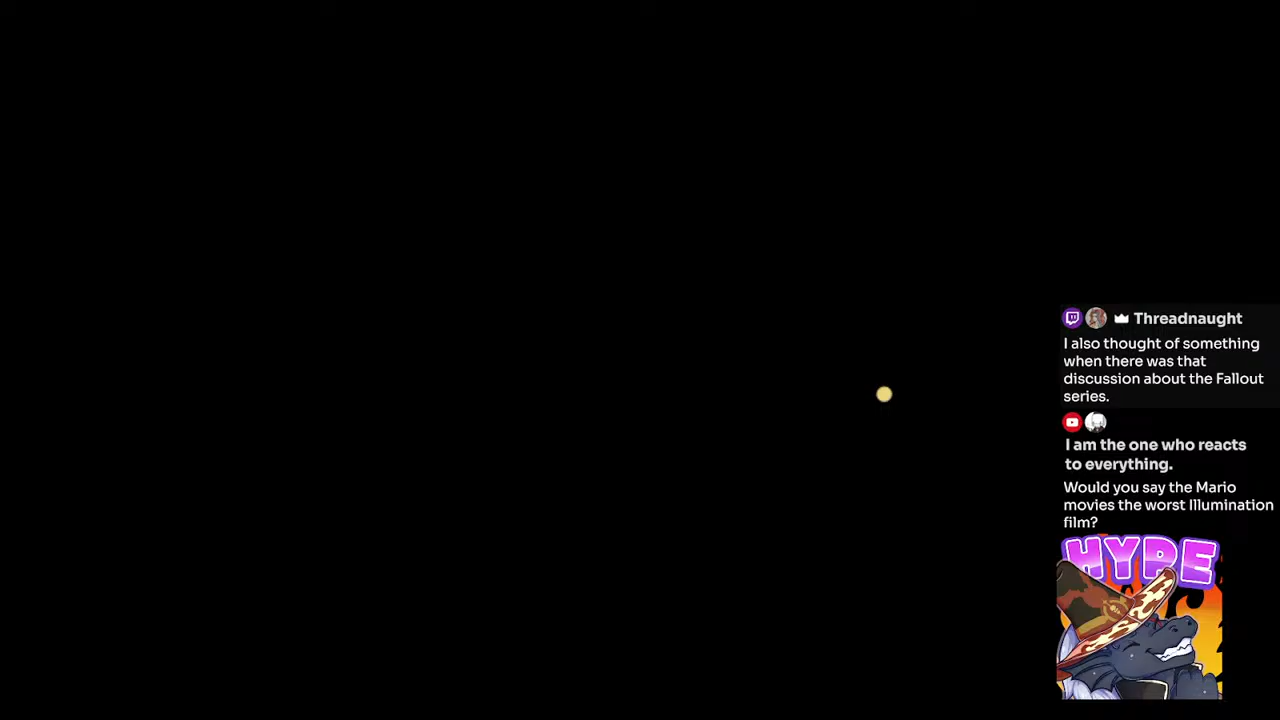 Threadnaught
I also thought of something
when there was that
discussion about the Fallout
series.
I am the one who reacts
to everything.
Would you say the Mario
movies the worst Illumination
film?
HYPE